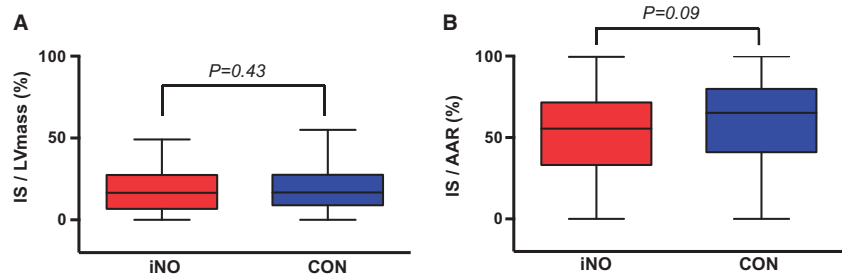 A
IS / LVmass (%)
100
50
0
P=0.43
iNO
CON
B
IS / AAR (%)
100
50
0
P=0.09
iNO
CON